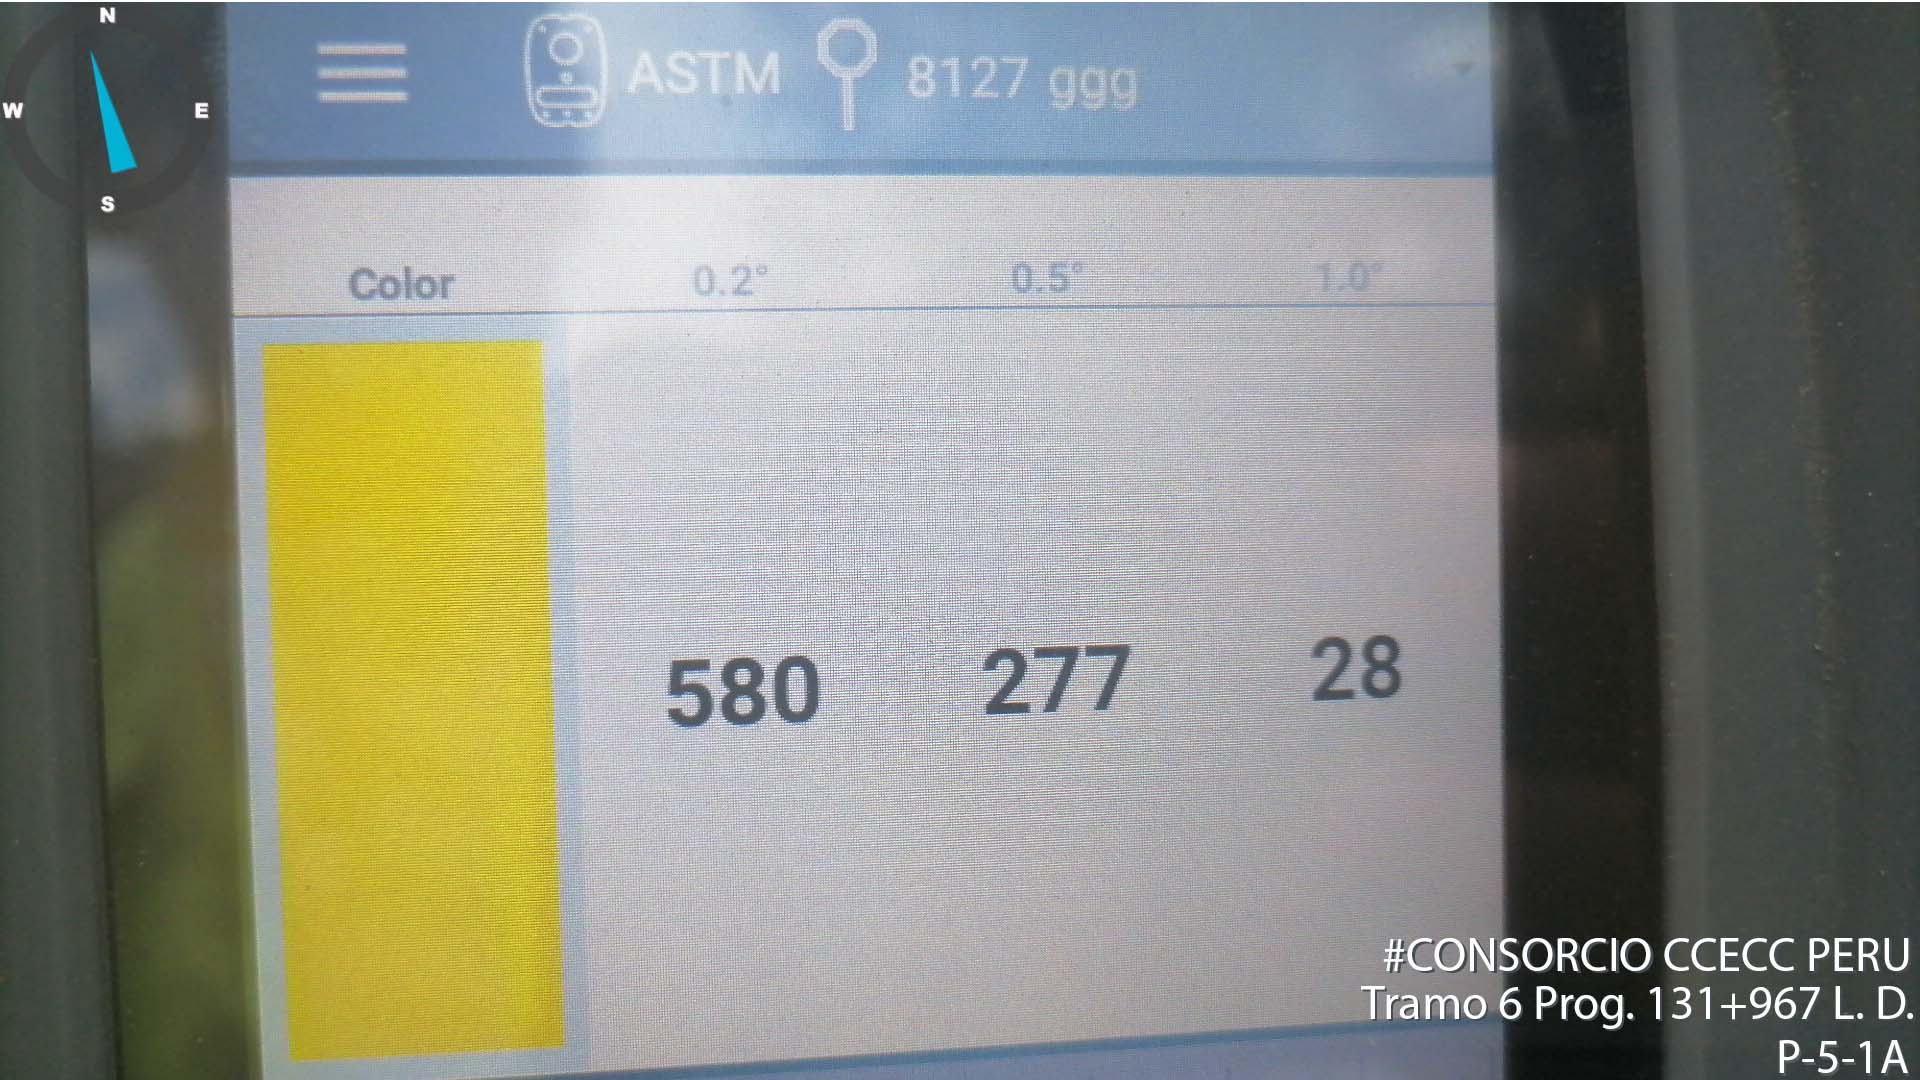 N
W E
S
ASTM 8127 ggg
Color 0.2° 0.5° 1.0°
580 277 28
#CONSORCIO CCECC PERU
Tramo 6 Prog. 131+967 L. D.
P-5-1A